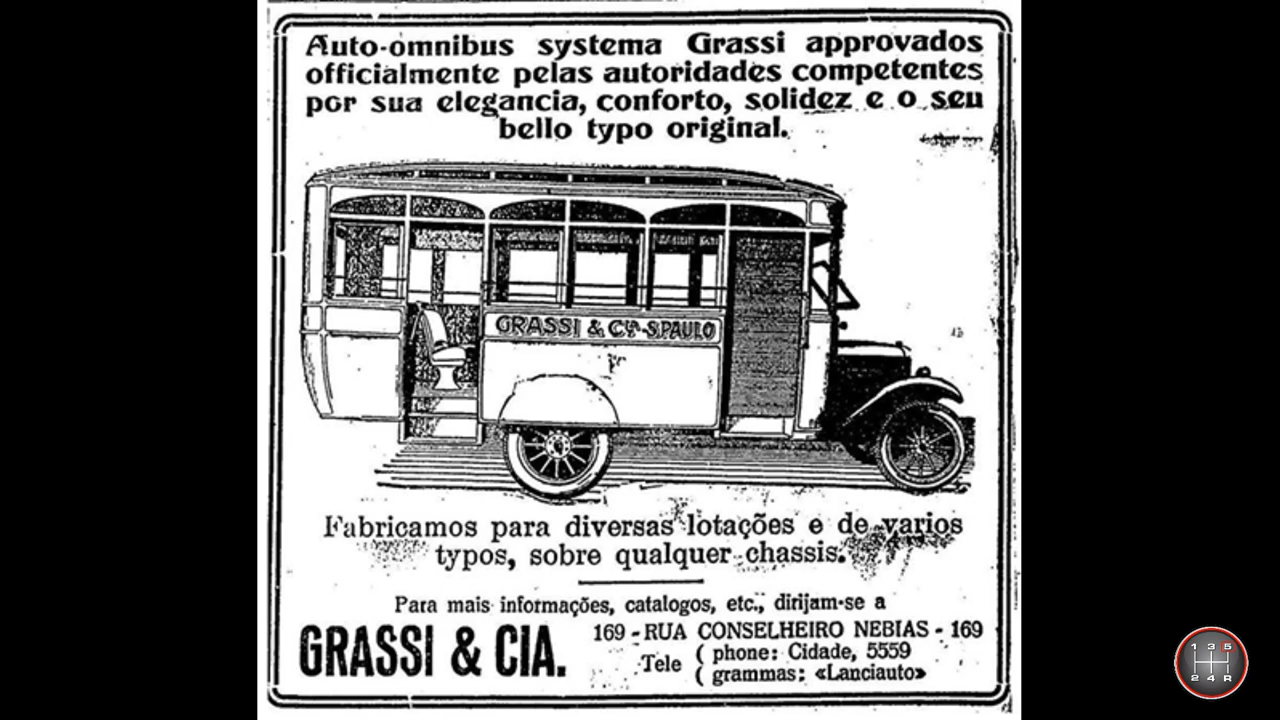 Auto-omnibus systema Grassi approvados
officialmente pelas autoridades competentes
por sua elegancia, conforto, solidez e o seu
bello typo original.
GRASSI & Cia. S.PAULO
Fabricamos para diversas lotações e de varios
typos, sobre qualquer chassis.
Para mais informações, catalogos, etc., dirijam-se a
GRASSI & CIA.
169 - RUA CONSELHEIRO NEBIAS - 169
Tele ( phone: Cidade, 5559
( grammas: «Lanciauto»
1 3 5
2 4 R